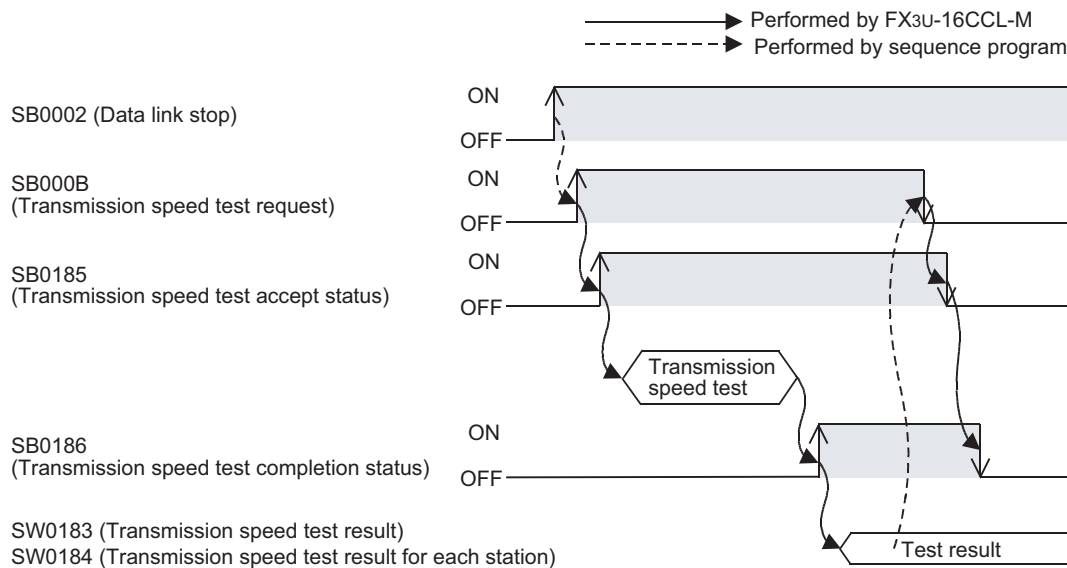 Performed by FX3U-16CCL-M
Performed by sequence program
SB0002 (Data link stop)
ON
OFF
SB000B
(Transmission speed test request)
ON
OFF
SB0185
(Transmission speed test accept status)
ON
OFF
Transmission
speed test
SB0186
(Transmission speed test completion status)
ON
OFF
SW0183 (Transmission speed test result)
SW0184 (Transmission speed test result for each station)
Test result